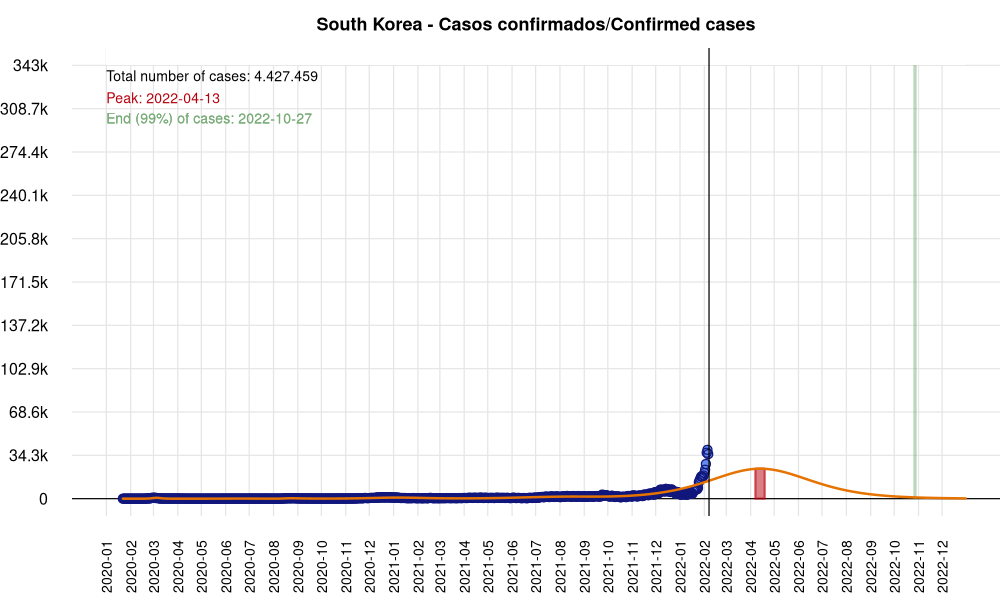 South Korea - Casos confirmados/Confirmed cases
Total number of cases: 4.427.459
Peak: 2022-04-13
End (99%) of cases: 2022-10-27
343k
308.7k
274.4k
240.1k
205.8k
171.5k
137.2k
102.9k
68.6k
34.3k
0
2020-01
2020-02
2020-03
2020-04
2020-05
2020-06
2020-07
2020-08
2020-09
2020-10
2020-11
2020-12
2021-01
2021-02
2021-03
2021-04
2021-05
2021-06
2021-07
2021-08
2021-09
2021-10
2021-11
2021-12
2022-01
2022-02
2022-03
2022-04
2022-05
2022-06
2022-07
2022-08
2022-09
2022-10
2022-11
2022-12